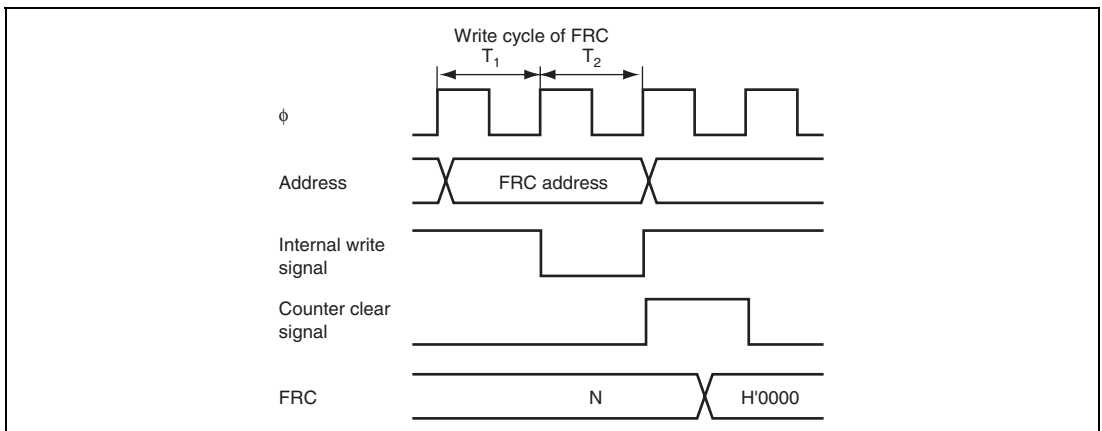 Write cycle of FRC
T1 T2
φ
Address
FRC address
Internal write
signal
Counter clear
signal
FRC
N
H'0000